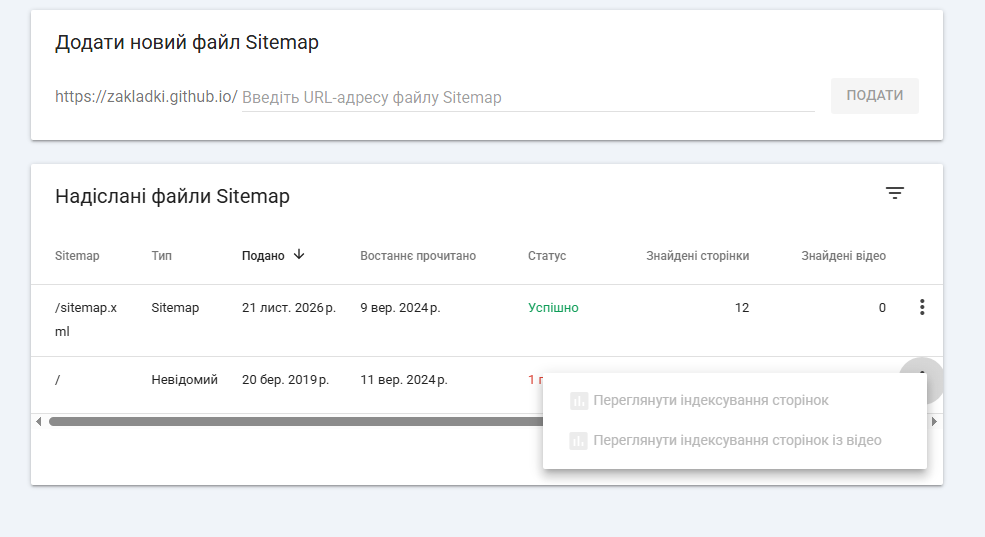 Додати новий файл Sitemap
https://zakladki.github.io/ Введіть URL-адресу файлу Sitemap ПОДАТИ
Надіслані файли Sitemap
Sitemap Тип Подано Востаннє прочитано Статус Знайдені сторінки Знайдені відео
/sitemap.x Sitemap 21 лист. 2026 р. 9 вер. 2024 р. Успішно 12 0
ml
/ Невідомий 20 бер. 2019 р. 11 вер. 2024 р. 1
Переглянути індексування сторінок
Переглянути індексування сторінок із відео